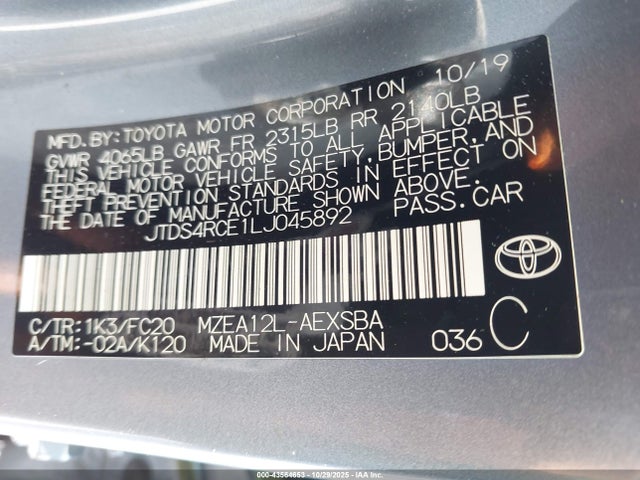 MFD.BY:TOYOTA MOTOR CORPORATION 10/19
GVWR 4065LB GAWR FR 2315LB RR 2140LB
THIS VEHICLE CONFORMS TO ALL APPLICABLE
FEDERAL MOTOR VEHICLE SAFETY,BUMPER,AND
THEFT PREVENTION STANDARDS IN EFFECT ON
THE DATE OF MANUFACTURE SHOWN ABOVE.
JTDS4RCE1LJ045892 PASS.CAR
C/TR:1K3/FC20 MZEA12L-AEXSBA
A/TM:-02A/K120 MADE IN JAPAN 036 C
000-43584653 | 10/29/2025 | IAA Inc.